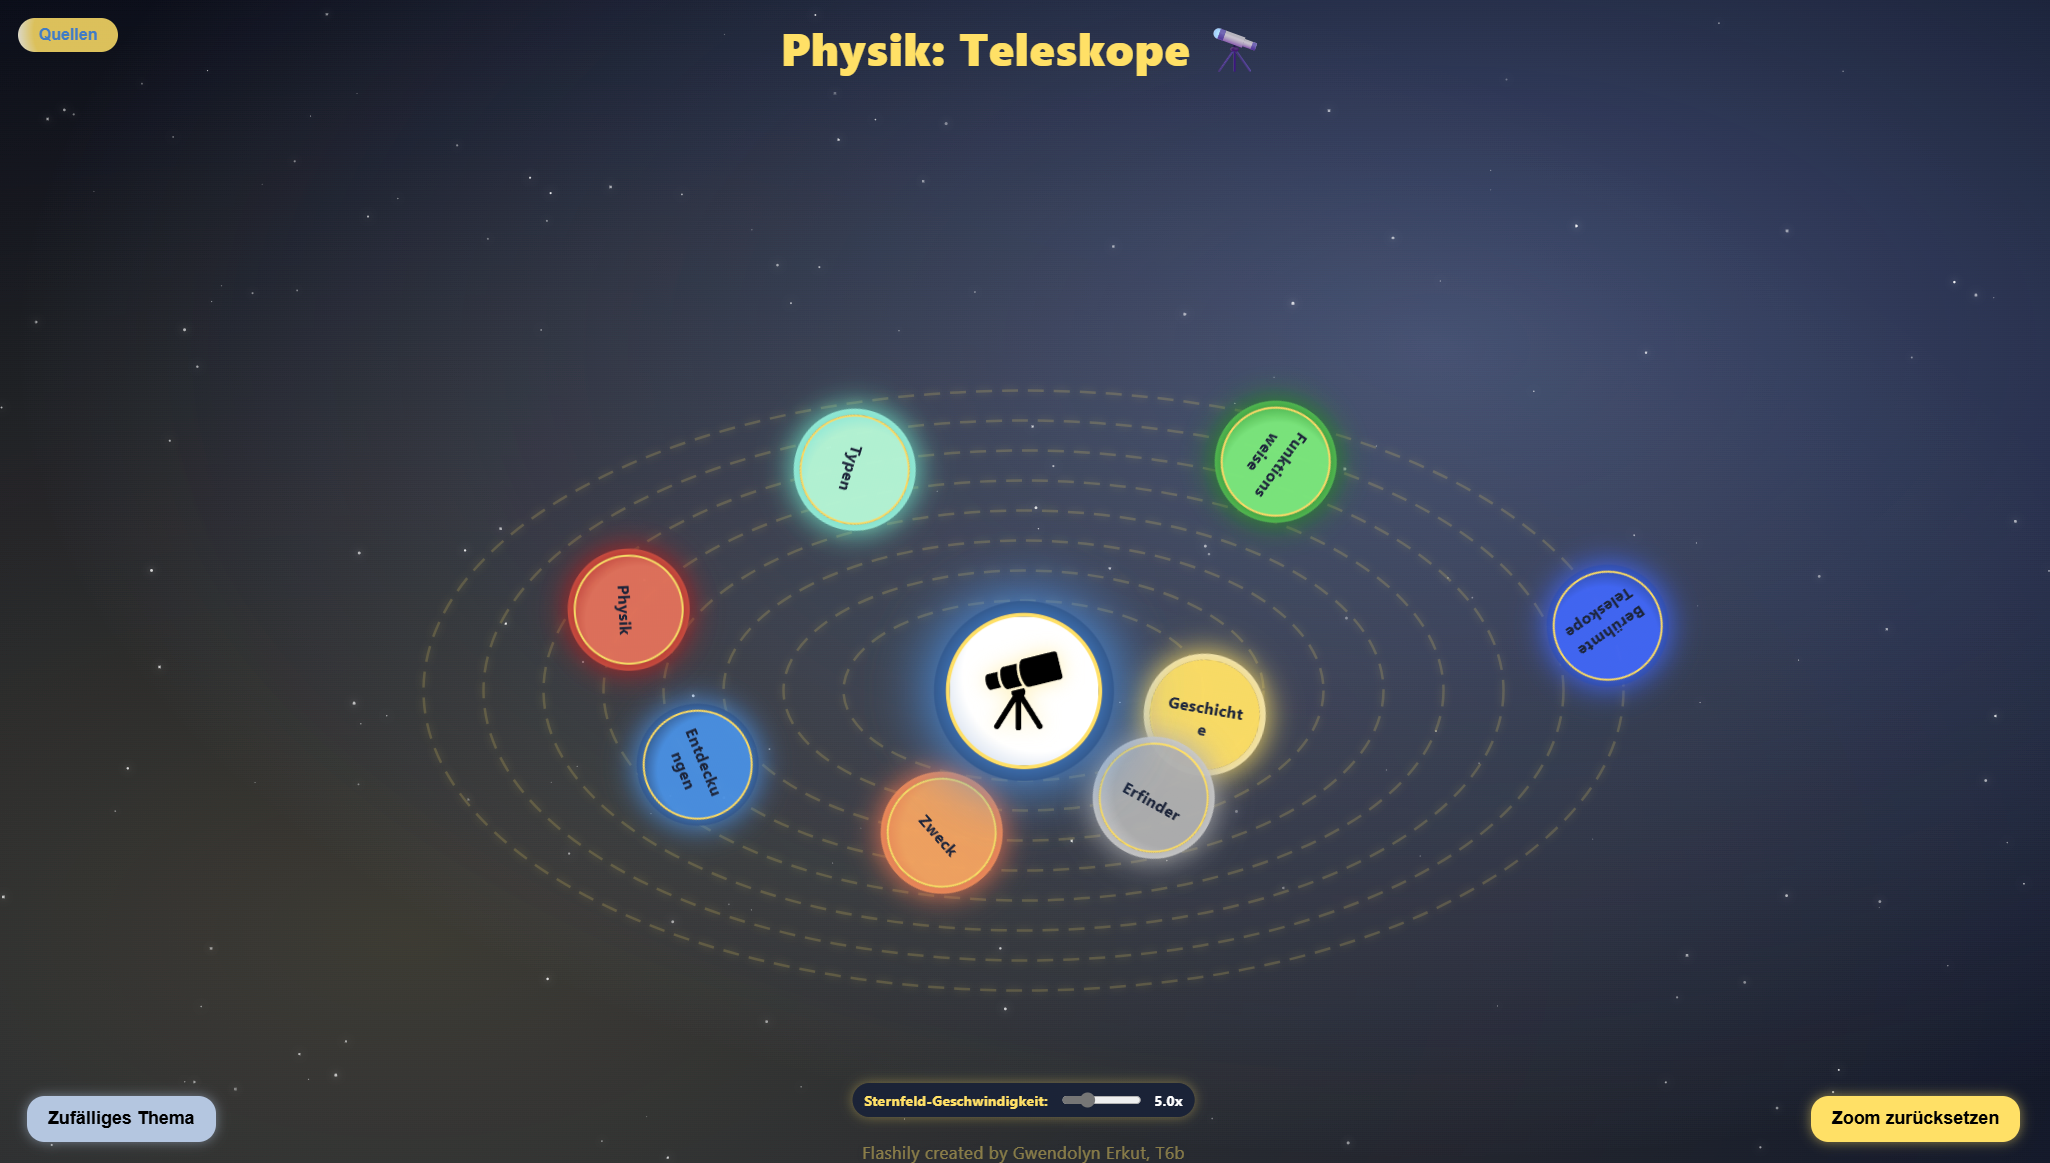 Quellen
Physik: Teleskope
Typen
Funktions
weise
Physik
Berühmte
Teleskope
Geschicht
e
Entdecku
ngen
Erfinder
Zweck
Sternfeld-Geschwindigkeit: 5.0x
Zufälliges Thema
Zoom zurücksetzen
Flashily created by Gwendolyn Erkut, T6b